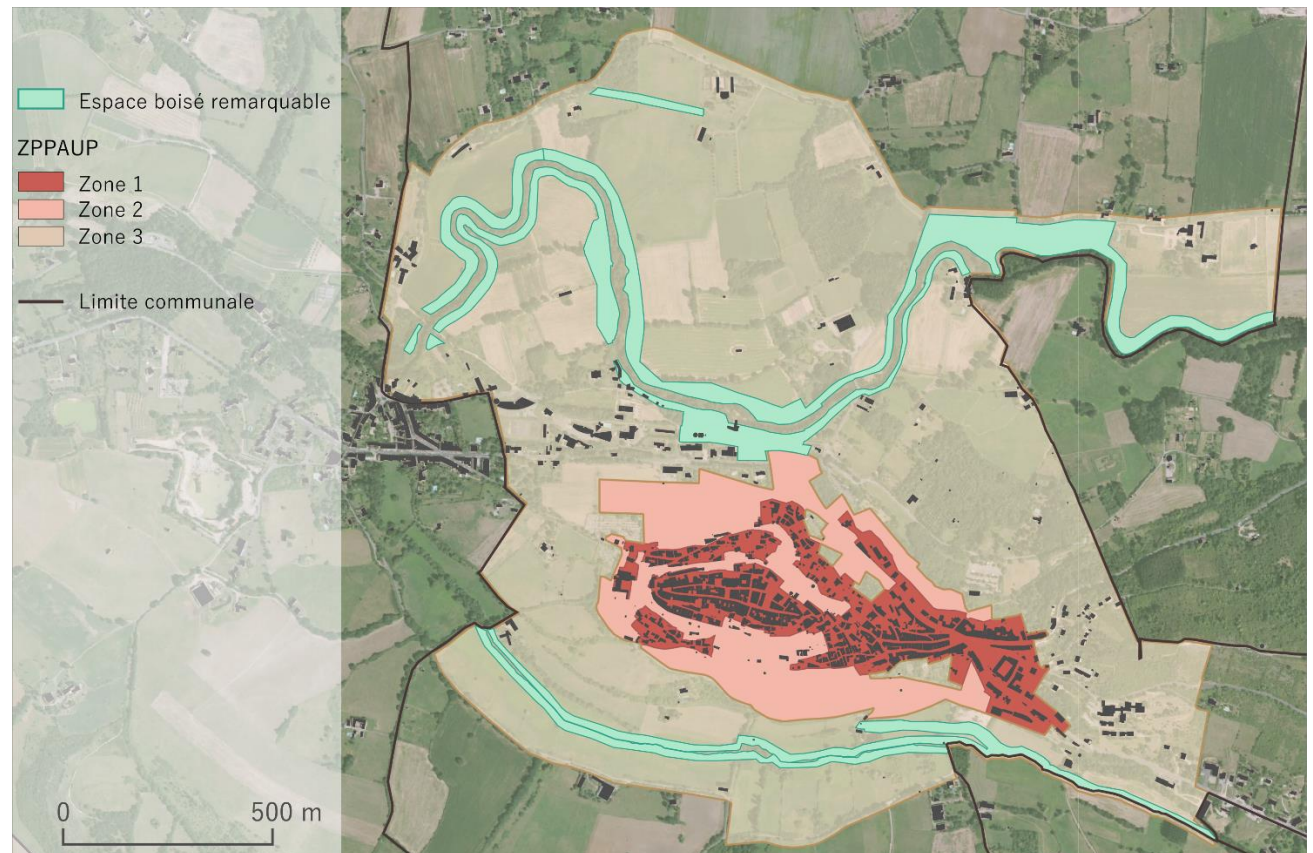 Espace boisé remarquable
ZPPAUP
Zone 1
Zone 2
Zone 3
Limite communale
0 500 m